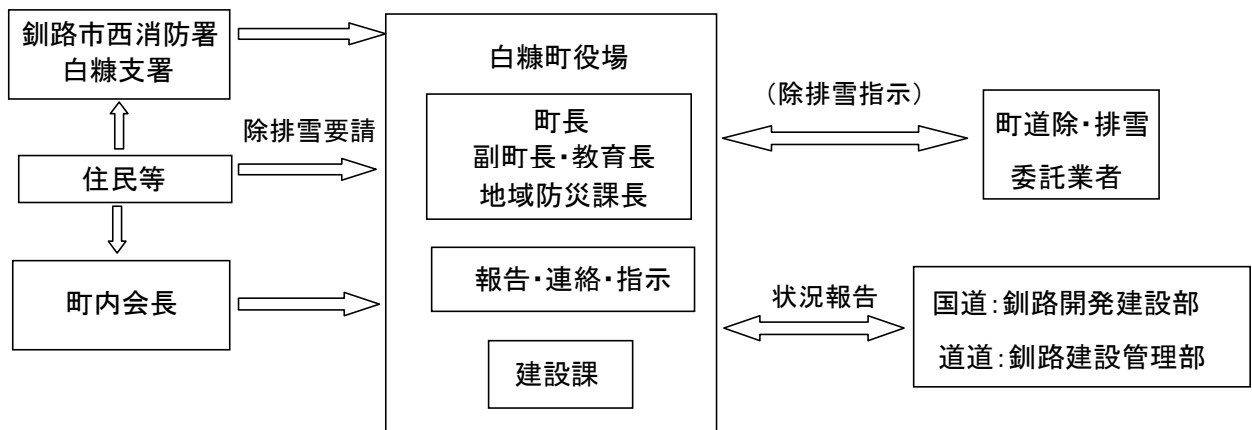 釧路市西消防署
白糠支署
除排雪要請
住民等
町内会長
白糠町役場
町長
副町長・教育長
地域防災課長
報告・連絡・指示
建設課
（除排雪指示）
町道除・排雪
委託業者
状況報告
国道：釧路開発建設部
道道：釧路建設管理部